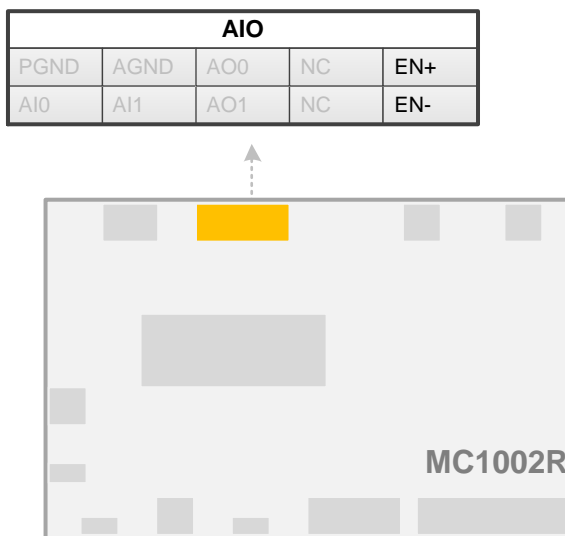 AIO
PGND AGND AO0 NC EN+
AI0 AI1 AO1 NC EN-
MC1002R